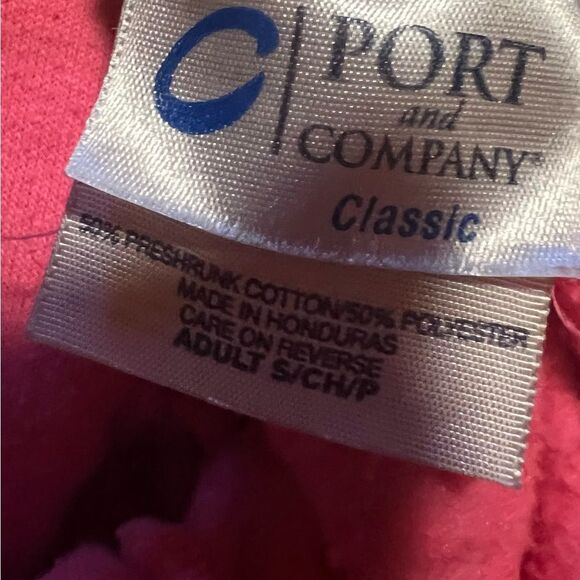 PORT
and
COMPANY®
Classic
50% PRESHRUNK COTTON/50% POLYESTER
MADE IN HONDURAS
CARE ON REVERSE
ADULT S/CH/P